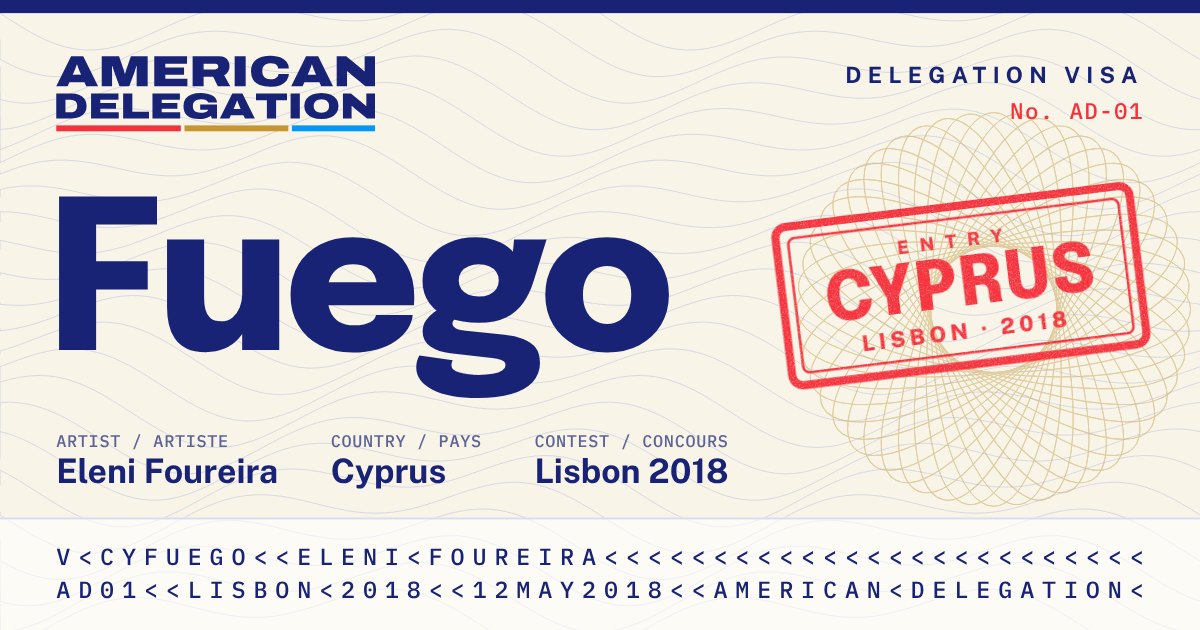 AMERICAN
DELEGATION
DELEGATION VISA
No. AD-01
Fuego
ENTRY
CYPRUS
LISBON · 2018
ARTIST / ARTISTE
Eleni Foureira
COUNTRY / PAYS
Cyprus
CONTEST / CONCOURS
Lisbon 2018
V<CYFUEGO<<ELENI<FOUREIRA<<<<<<<<<<<<<<<<<<<<<<<<<
AD01<<LISBON<2018<<12MAY2018<<AMERICAN<DELEGATION<